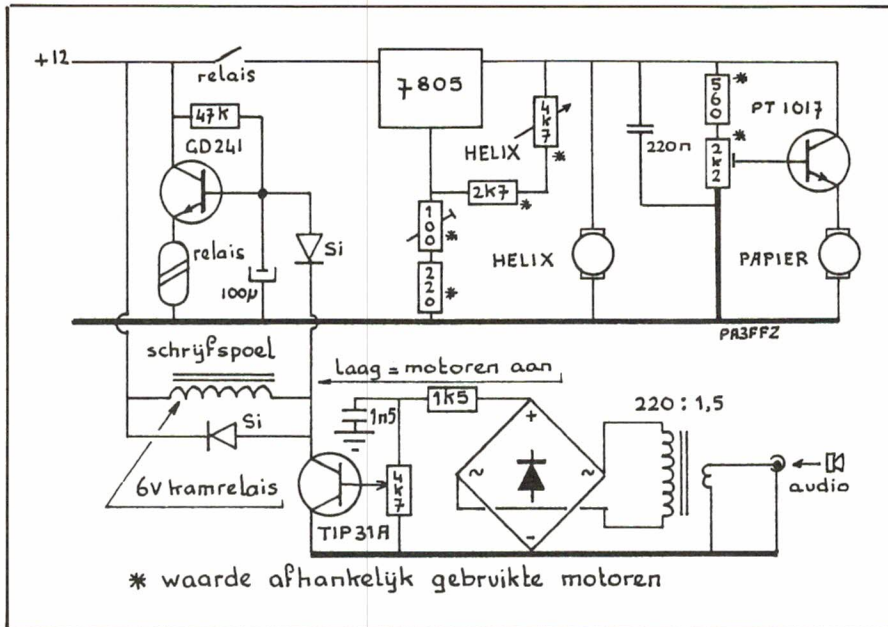 +12
relais
7805
47k
GD241
HELIX
4k7
*
2k7
*
220n
560
*
2k2
*
PT 1017
relais
100µ
Si
100
*
220
*
HELIX
PAPIER
PA3FFZ
schrijfspoel
laag = motoren aan
Si
1n5
1k5
220 : 1,5
+
~
~
-
6V kamrelais
4k7
TIP31A
audio
* waarde afhankelijk gebruikte motoren